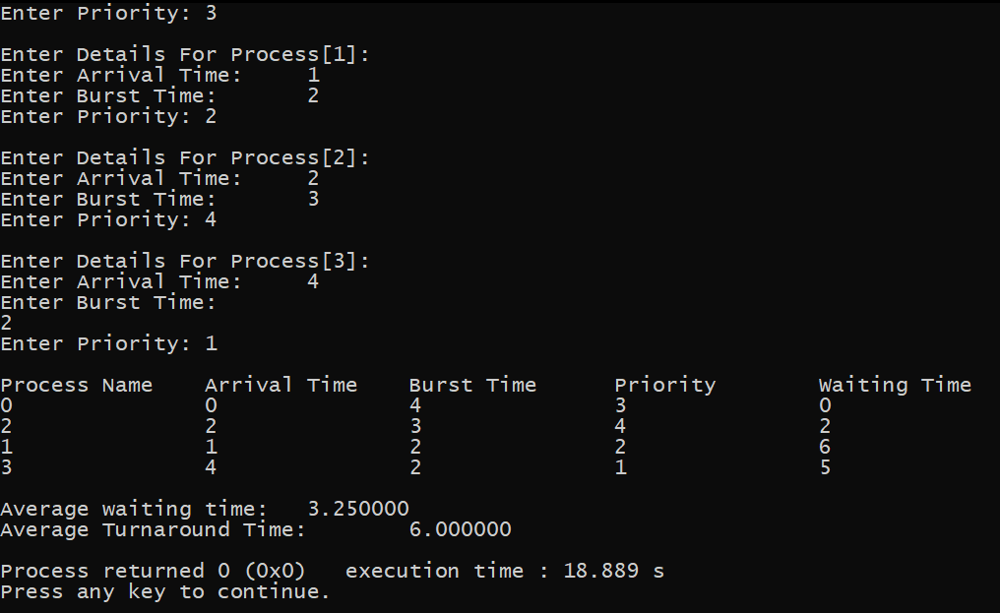 Enter Priority: 3
Enter Details For Process[1]:
Enter Arrival Time: 1
Enter Burst Time: 2
Enter Priority: 2
Enter Details For Process[2]:
Enter Arrival Time: 2
Enter Burst Time: 3
Enter Priority: 4
Enter Details For Process[3]:
Enter Arrival Time: 4
Enter Burst Time:
2
Enter Priority: 1
Process Name Arrival Time Burst Time Priority Waiting Time
0 0 4 3 0
2 2 3 4 2
1 1 2 2 6
3 4 2 1 5
Average waiting time: 3.250000
Average Turnaround Time: 6.000000
Process returned 0 (0x0) execution time : 18.889 s
Press any key to continue.